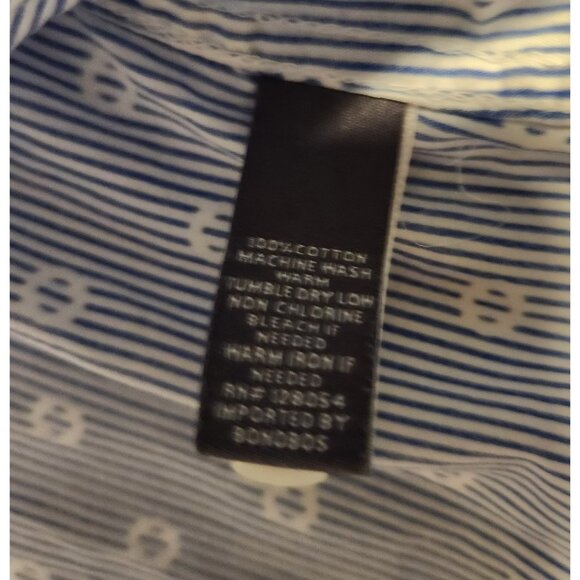 100% COTTON
MACHINE WASH
WARM
TUMBLE DRY LOW
NON CHLORINE
BLEACH IF
NEEDED
WARM IRON IF
NEEDED
RN# 128054
IMPORTED BY
BONOBOS